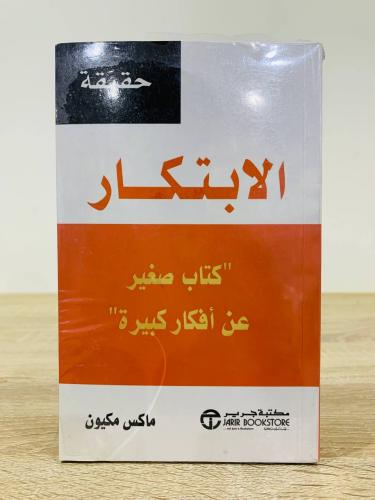 حقيقة
الابتكار
"كتاب صغير
عن أفكار كبيرة"
ماكس مكيون
مكتبة جرير
JARIR BOOKSTORE